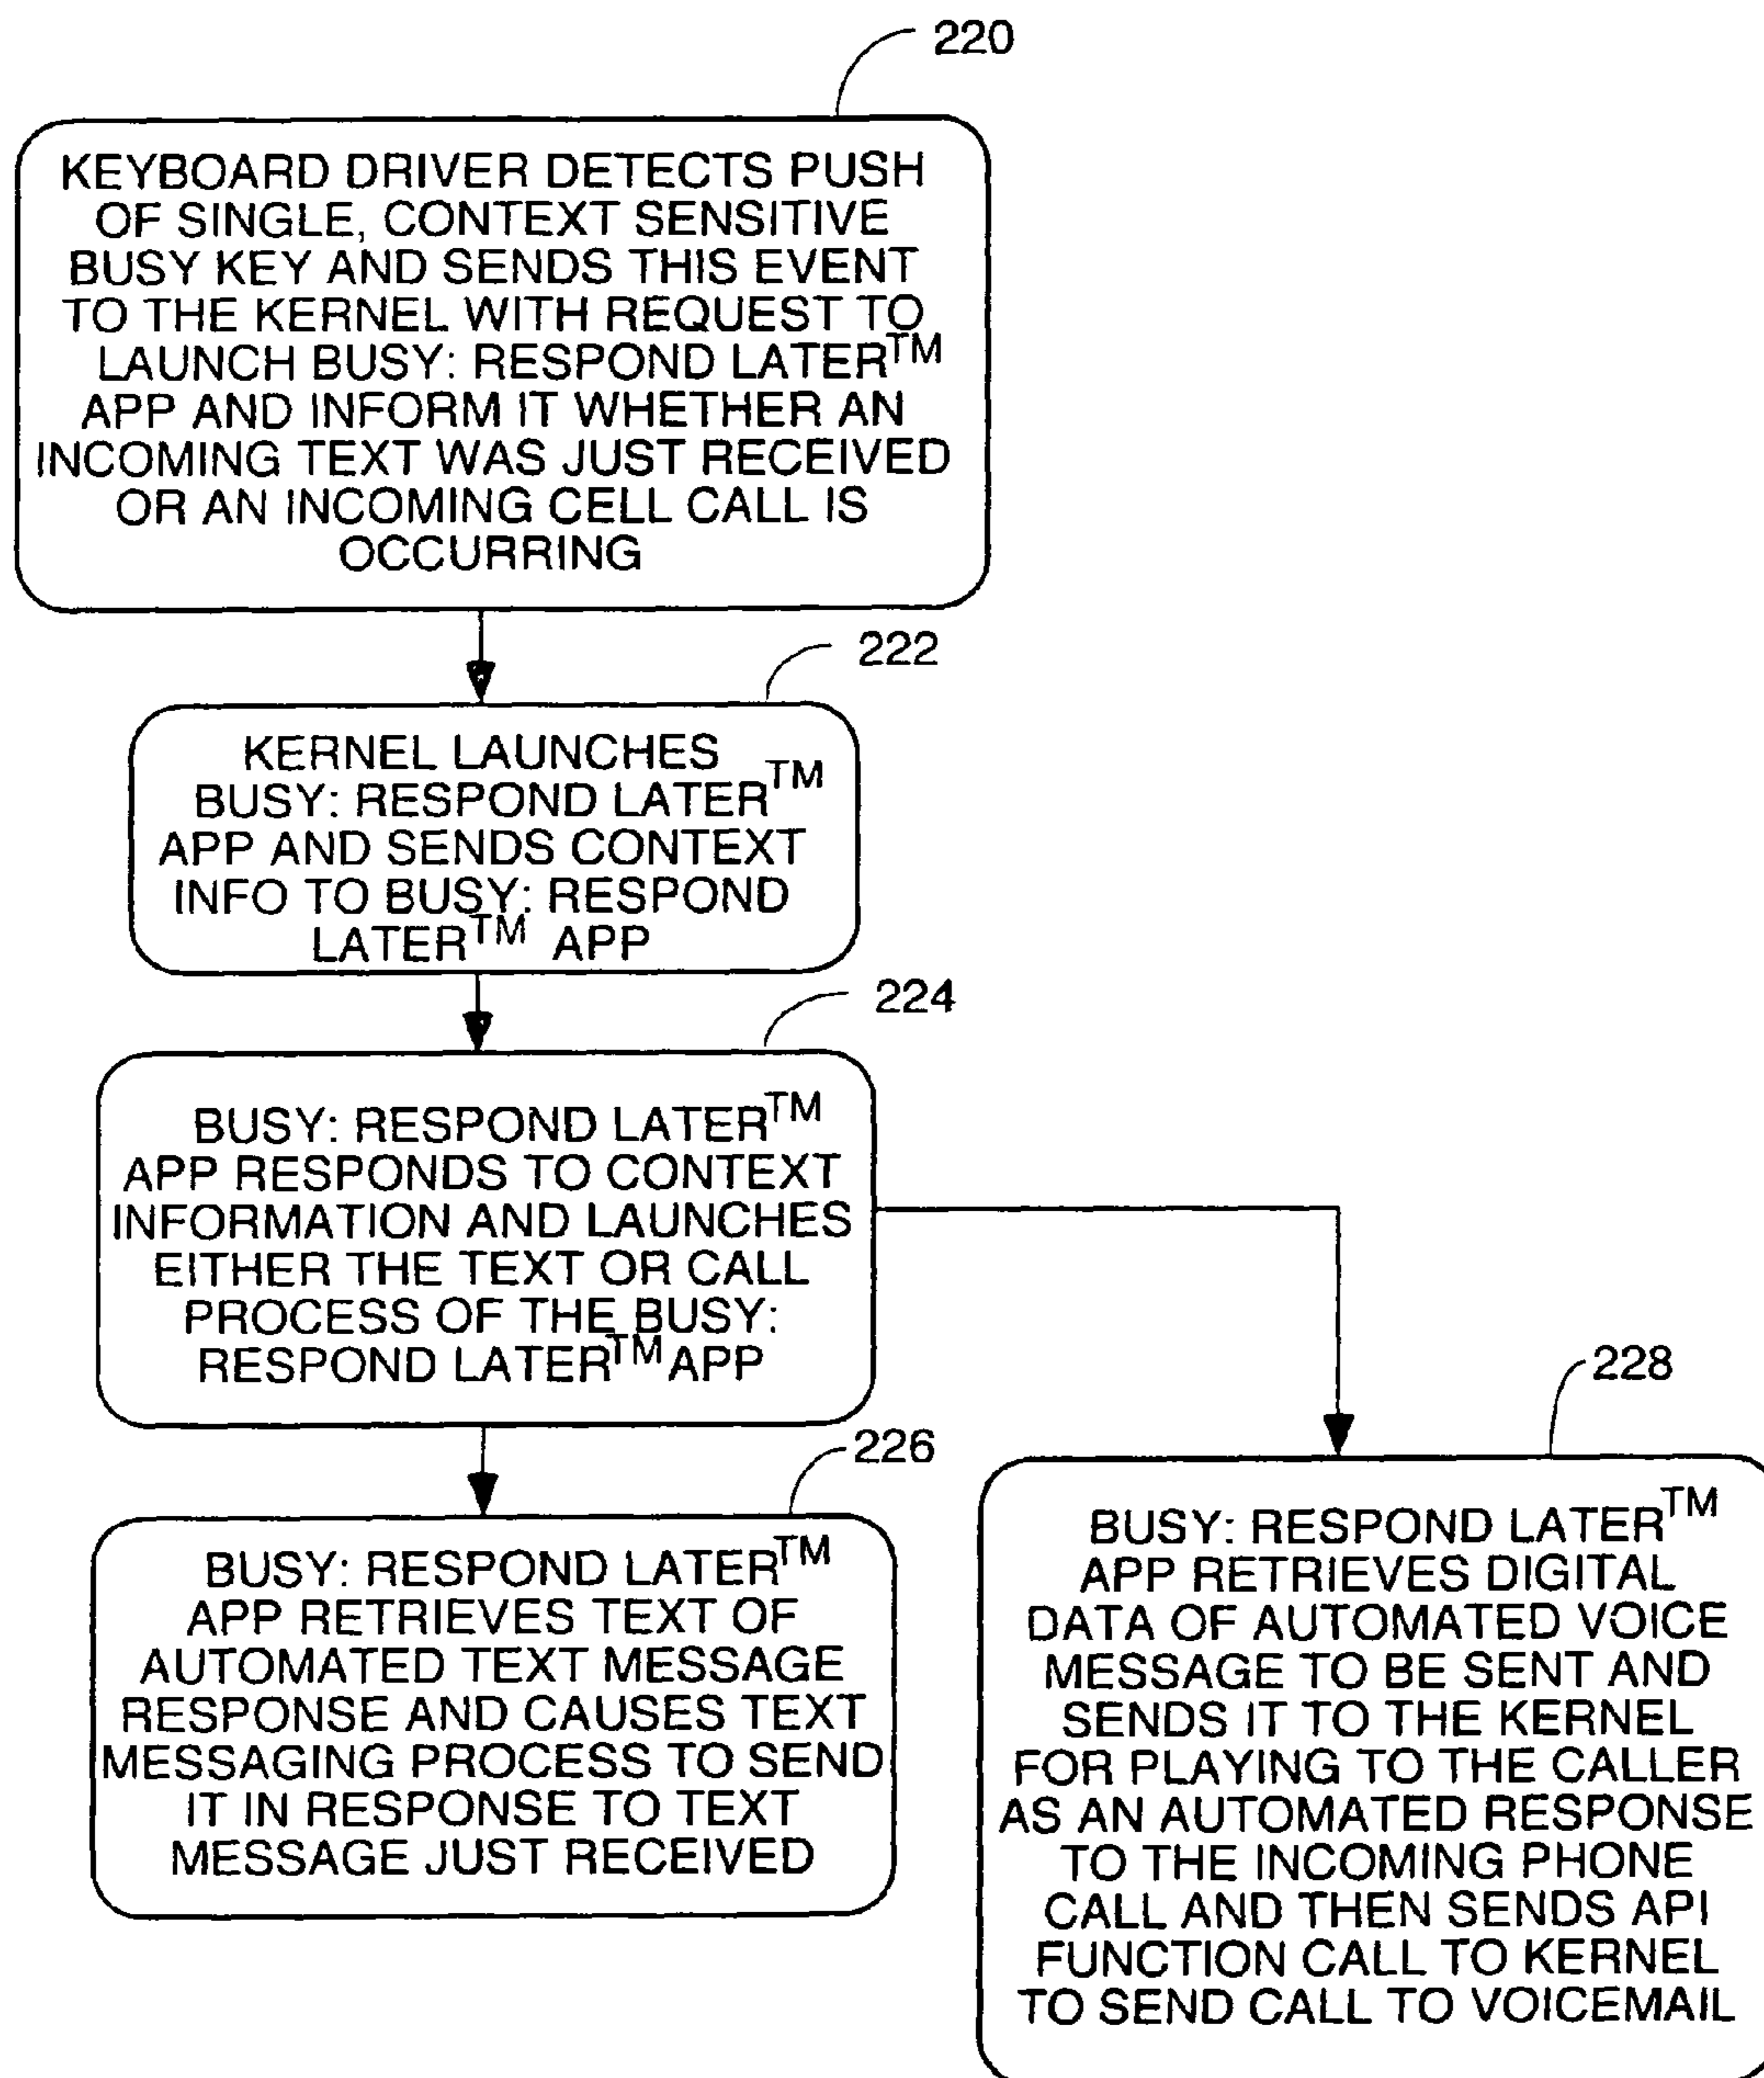 220
KEYBOARD DRIVER DETECTS PUSH
OF SINGLE, CONTEXT SENSITIVE
BUSY KEY AND SENDS THIS EVENT
TO THE KERNEL WITH REQUEST TO
LAUNCH BUSY: RESPOND LATER™
APP AND INFORM IT WHETHER AN
INCOMING TEXT WAS JUST RECEIVED
OR AN INCOMING CELL CALL IS
OCCURRING
222
KERNEL LAUNCHES
BUSY: RESPOND LATER™
APP AND SENDS CONTEXT
INFO TO BUSY: RESPOND
LATER™ APP
224
BUSY: RESPOND LATER™
APP RESPONDS TO CONTEXT
INFORMATION AND LAUNCHES
EITHER THE TEXT OR CALL
PROCESS OF THE BUSY:
RESPOND LATER™ APP
226
BUSY: RESPOND LATER™
APP RETRIEVES TEXT OF
AUTOMATED TEXT MESSAGE
RESPONSE AND CAUSES TEXT
MESSAGING PROCESS TO SEND
IT IN RESPONSE TO TEXT
MESSAGE JUST RECEIVED
228
BUSY: RESPOND LATER™
APP RETRIEVES DIGITAL
DATA OF AUTOMATED VOICE
MESSAGE TO BE SENT AND
SENDS IT TO THE KERNEL
FOR PLAYING TO THE CALLER
AS AN AUTOMATED RESPONSE
TO THE INCOMING PHONE
CALL AND THEN SENDS API
FUNCTION CALL TO KERNEL
TO SEND CALL TO VOICEMAIL